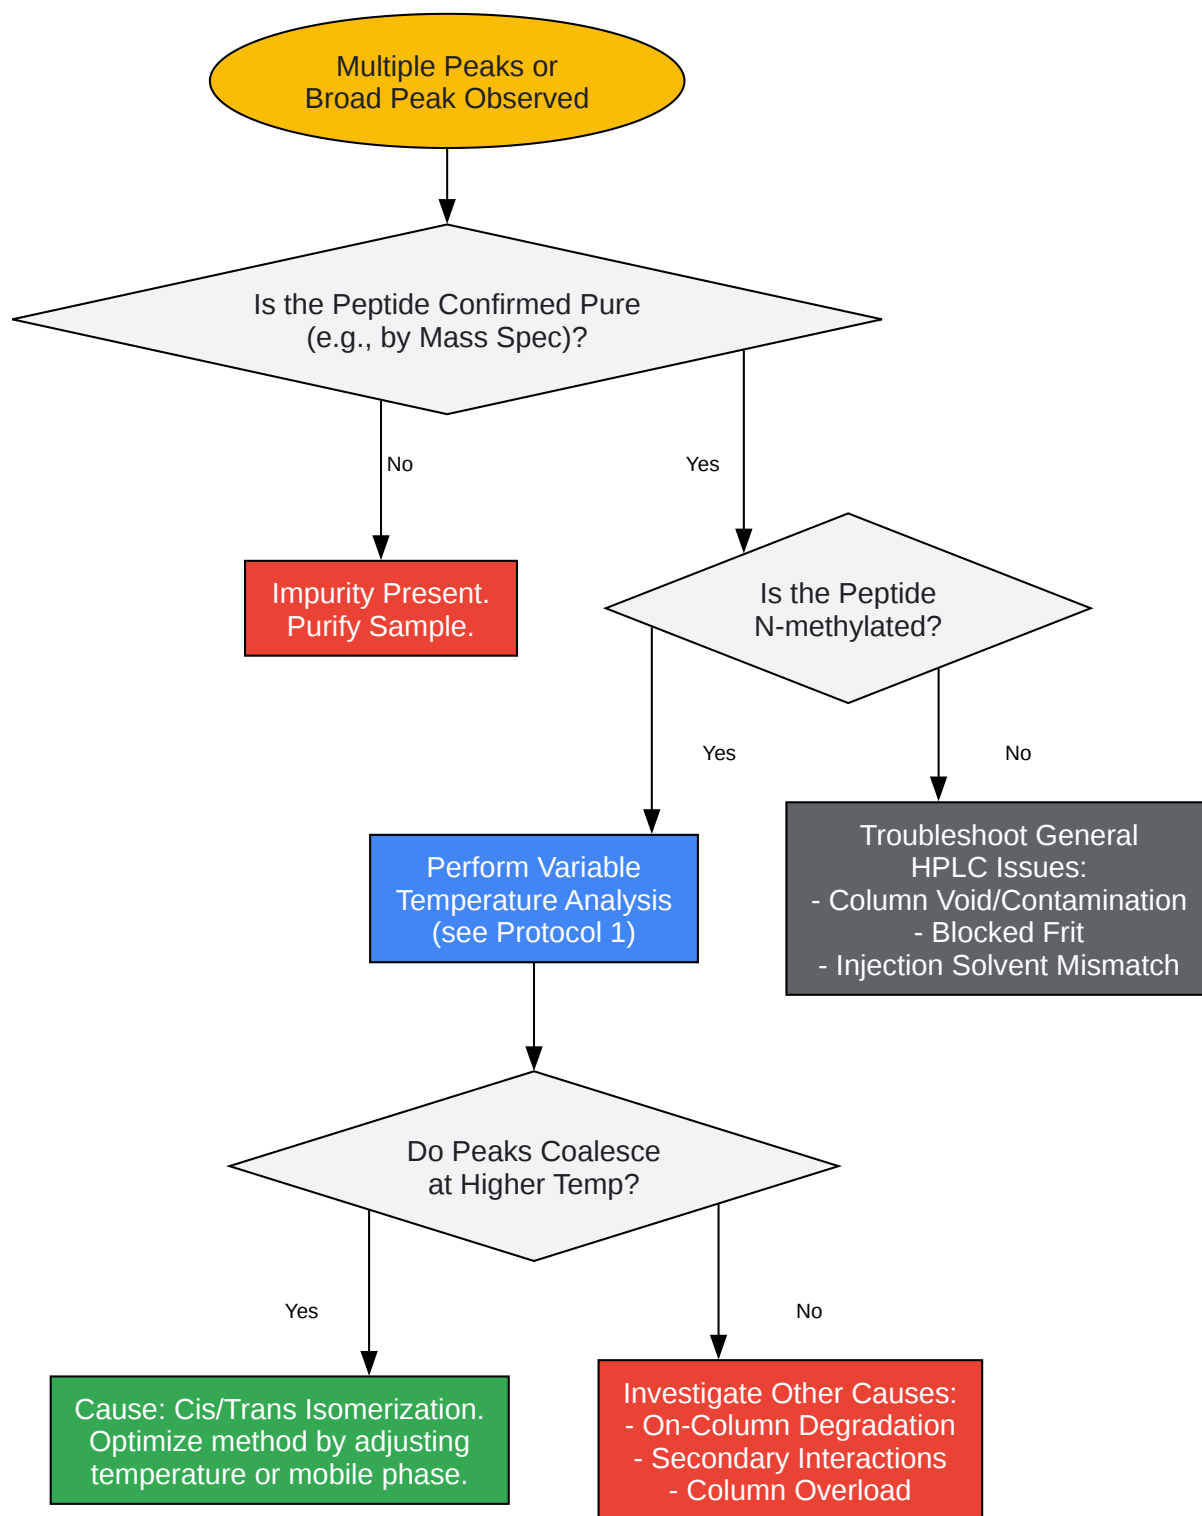 Multiple Peaks or
Broad Peak Observed
Is the Peptide Confirmed Pure
(e.g., by Mass Spec)?
No
Yes
Impurity Present.
Purify Sample.
Is the Peptide
N-methylated?
Yes
No
Perform Variable
Temperature Analysis
(see Protocol 1)
Troubleshoot General
HPLC Issues:
- Column Void/Contamination
- Blocked Frit
- Injection Solvent Mismatch
Do Peaks Coalesce
at Higher Temp?
Yes
No
Cause: Cis/Trans Isomerization.
Optimize method by adjusting
temperature or mobile phase.
Investigate Other Causes:
- On-Column Degradation
- Secondary Interactions
- Column Overload